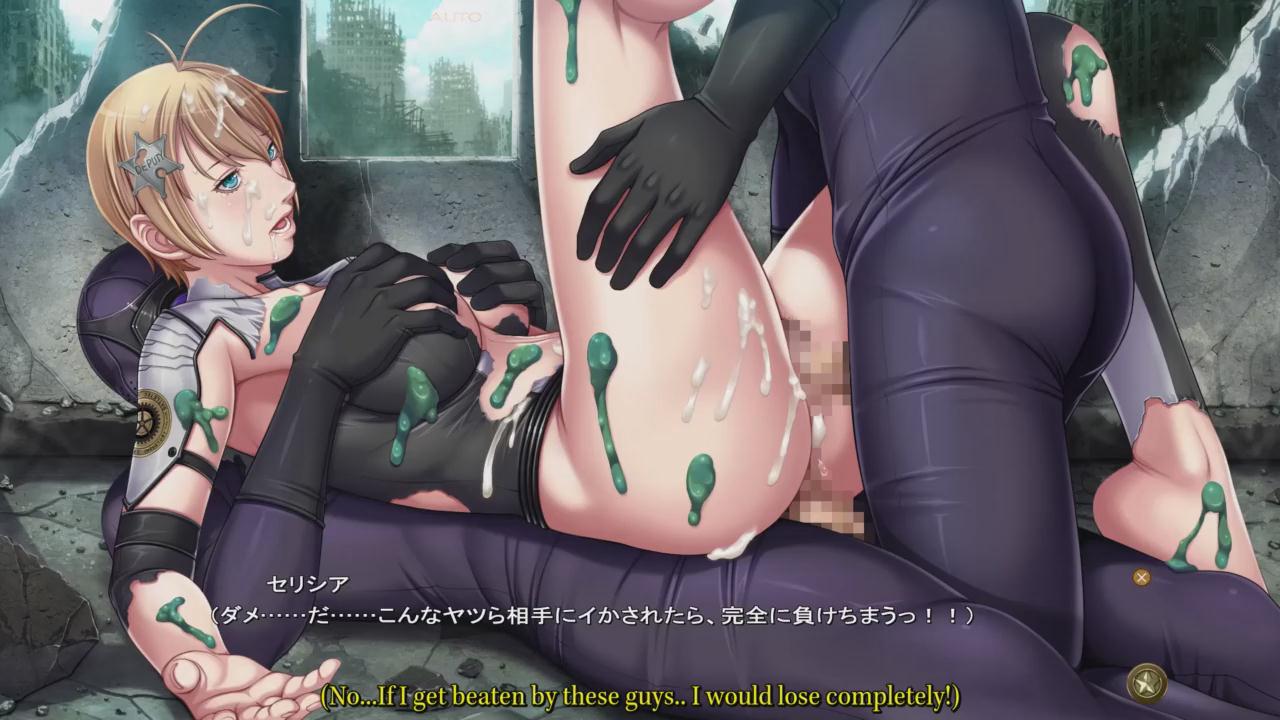 AUTO
DEPUTY
セリシア
（ダメ……だ……こんなヤツら相手にイかされたら、完全に負けちまうっ！！）
(No...If I get beaten by these guys.. I would lose completely!)